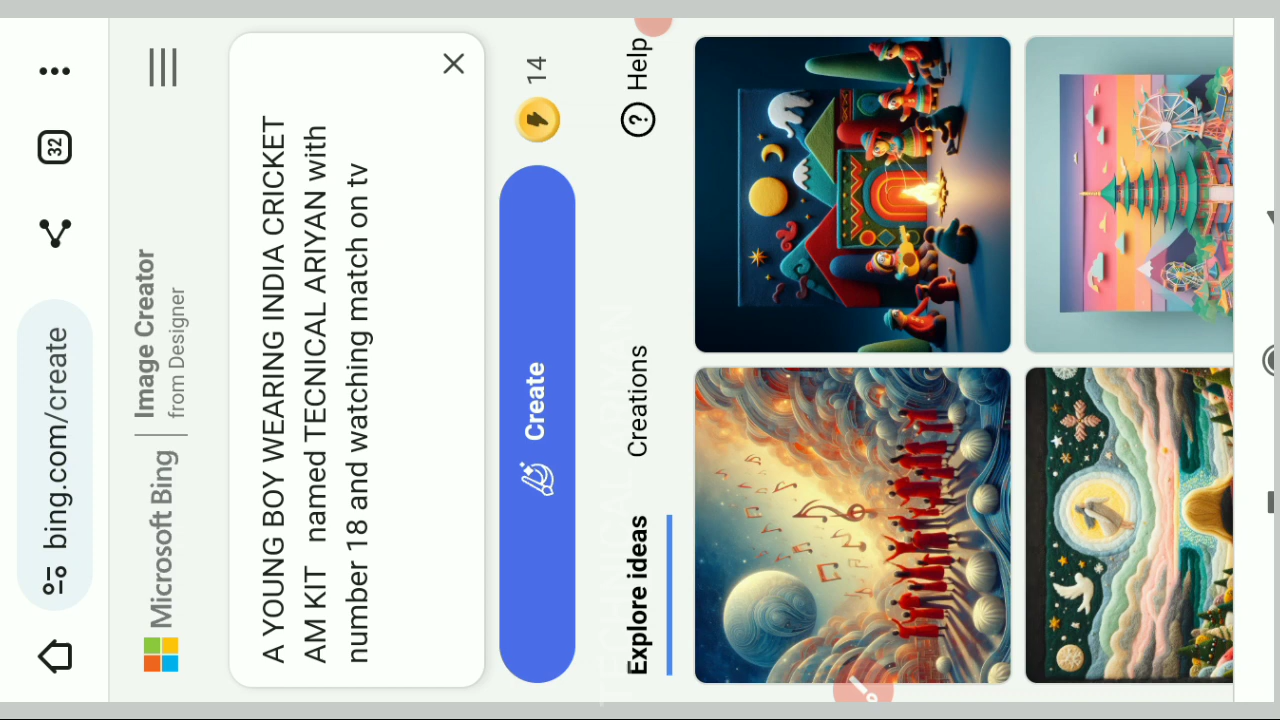 bing.com/create
32
Microsoft Bing | Image Creator
from Designer
A YOUNG BOY WEARING INDIA CRICKET
AM KIT named TECNICAL ARIYAN with
number 18 and watching match on tv
Create
14
Explore ideas
Creations
Help